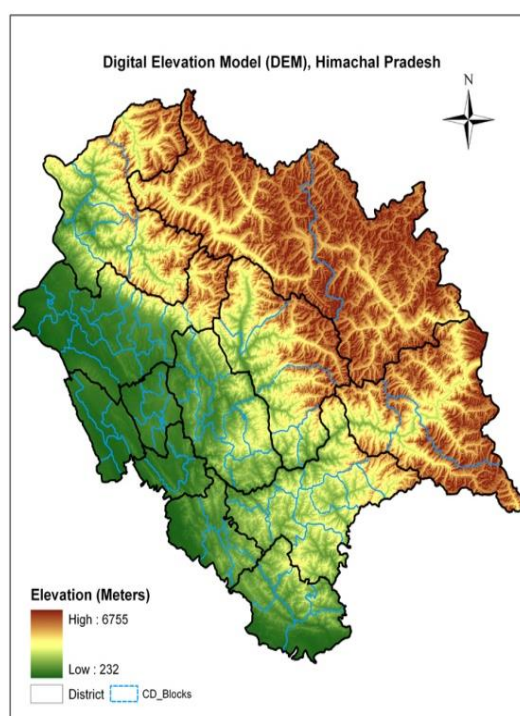 Digital Elevation Model (DEM), Himachal Pradesh
N
Elevation (Meters)
High : 6755
Low : 232
District
CD_Blocks